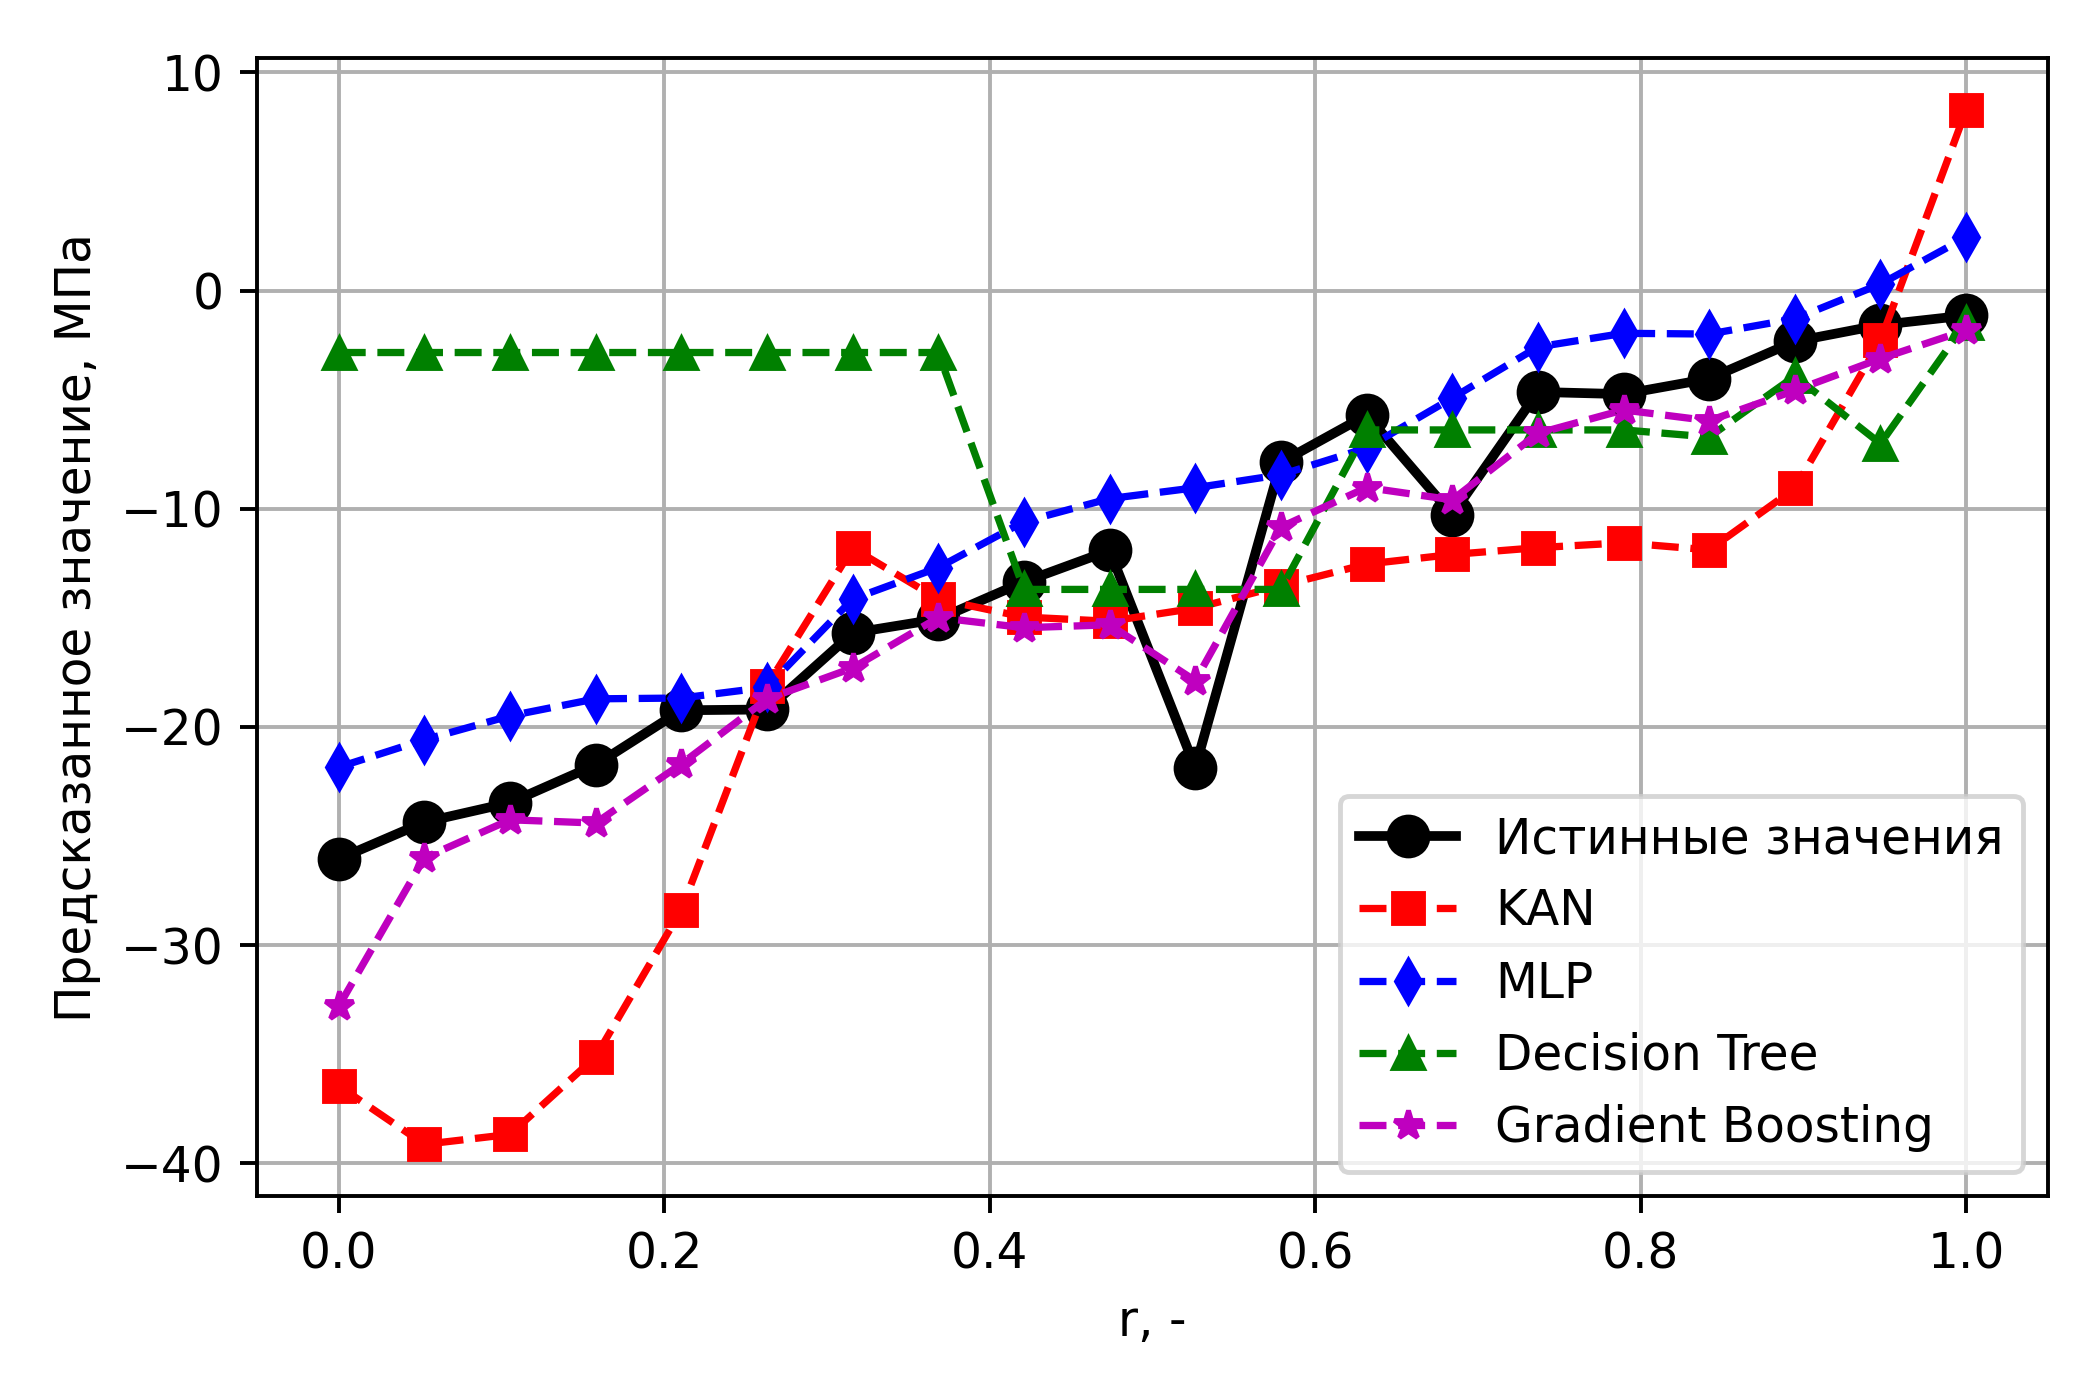 Предсказанное значение, МПа
10
0
−10
−20
−30
−40
0.0
0.2
0.4
0.6
0.8
1.0
r, -
Истинные значения
KAN
MLP
Decision Tree
Gradient Boosting